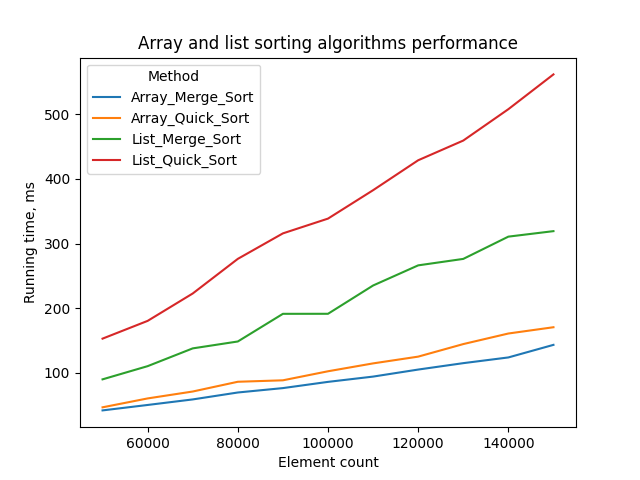 Array and list sorting algorithms performance
Method
Array_Merge_Sort
Array_Quick_Sort
List_Merge_Sort
List_Quick_Sort
500
400
300
200
100
Running time, ms
60000 80000 100000 120000 140000
Element count